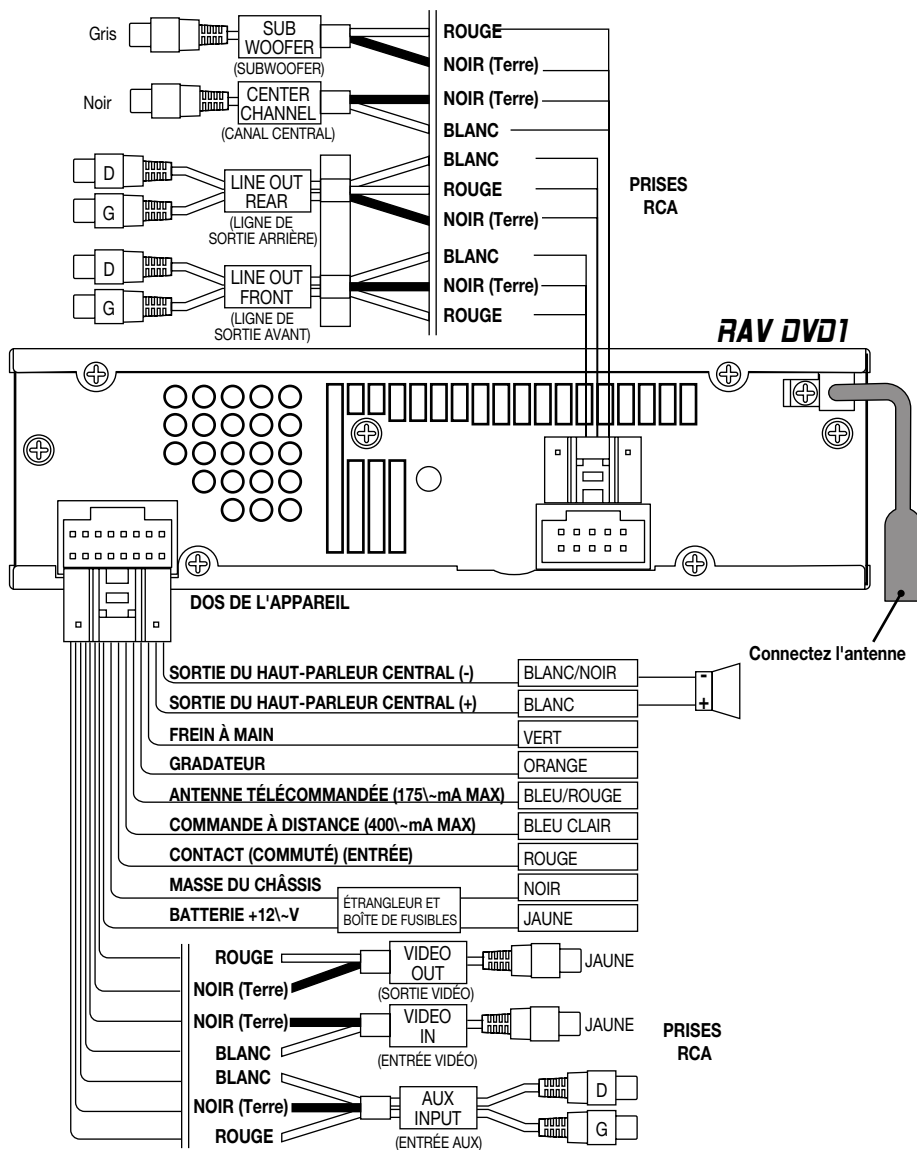 Gris
SUB
WOOFER
(SUBWOOFER)
ROUGE
NOIR (Terre)
Noir
CENTER
CHANNEL
(CANAL CENTRAL)
NOIR (Terre)
BLANC
D
G
LINE OUT
REAR
(LIGNE DE
SORTIE ARRIÈRE)
BLANC
ROUGE
NOIR (Terre)
PRISES
RCA
D
G
LINE OUT
FRONT
(LIGNE DE
SORTIE AVANT)
BLANC
NOIR (Terre)
ROUGE
RAV DVD1
DOS DE L'APPAREIL
Connectez l'antenne
SORTIE DU HAUT-PARLEUR CENTRAL (-) BLANC/NOIR -
SORTIE DU HAUT-PARLEUR CENTRAL (+) BLANC +
FREIN À MAIN VERT
GRADATEUR ORANGE
ANTENNE TÉLÉCOMMANDÉE (175\~mA MAX) BLEU/ROUGE
COMMANDE À DISTANCE (400\~mA MAX) BLEU CLAIR
CONTACT (COMMUTÉ) (ENTRÉE) ROUGE
MASSE DU CHÂSSIS NOIR
BATTERIE +12\~V JAUNE
ÉTRANGLEUR ET
BOÎTE DE FUSIBLES
ROUGE
NOIR (Terre)
VIDEO
OUT
(SORTIE VIDÉO)
JAUNE
NOIR (Terre)
BLANC
VIDEO
IN
(ENTRÉE VIDÉO)
JAUNE
PRISES
RCA
BLANC
NOIR (Terre)
ROUGE
AUX
INPUT
(ENTRÉE AUX)
D
G